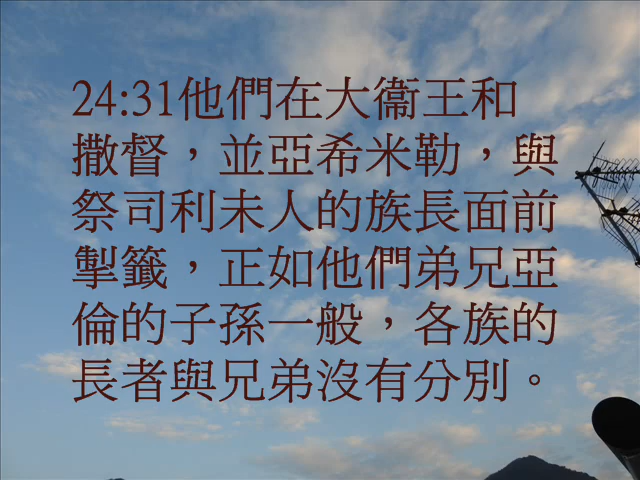 24:31他們在大衞王和
撒督，並亞希米勒，與
祭司利未人的族長面前
掣籤，正如他們弟兄亞
倫的子孫一般，各族的
長者與兄弟沒有分別。